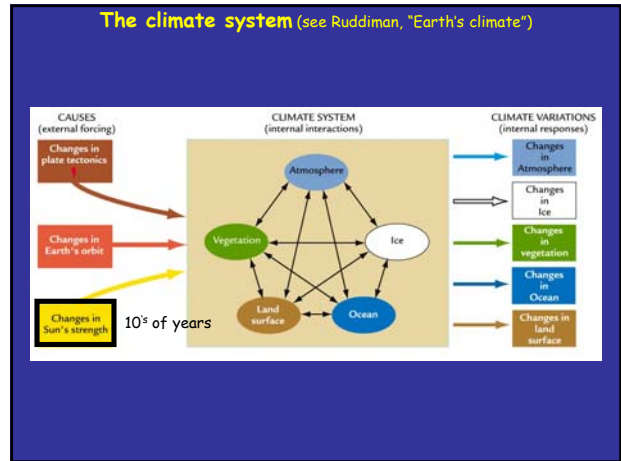 The climate system (see Ruddiman, “Earth’s climate”)
CAUSES
(external forcing)
CLIMATE SYSTEM
(internal interactions)
CLIMATE VARIATIONS
(internal responses)
Changes in
plate tectonics
Changes in
Earth's orbit
Changes in
Sun's strength
10's of years
Atmosphere
Vegetation
Ice
Land
surface
Ocean
Changes
in
Atmosphere
Changes
in
Ice
Changes
in
vegetation
Changes
in
Ocean
Changes in
land
surface